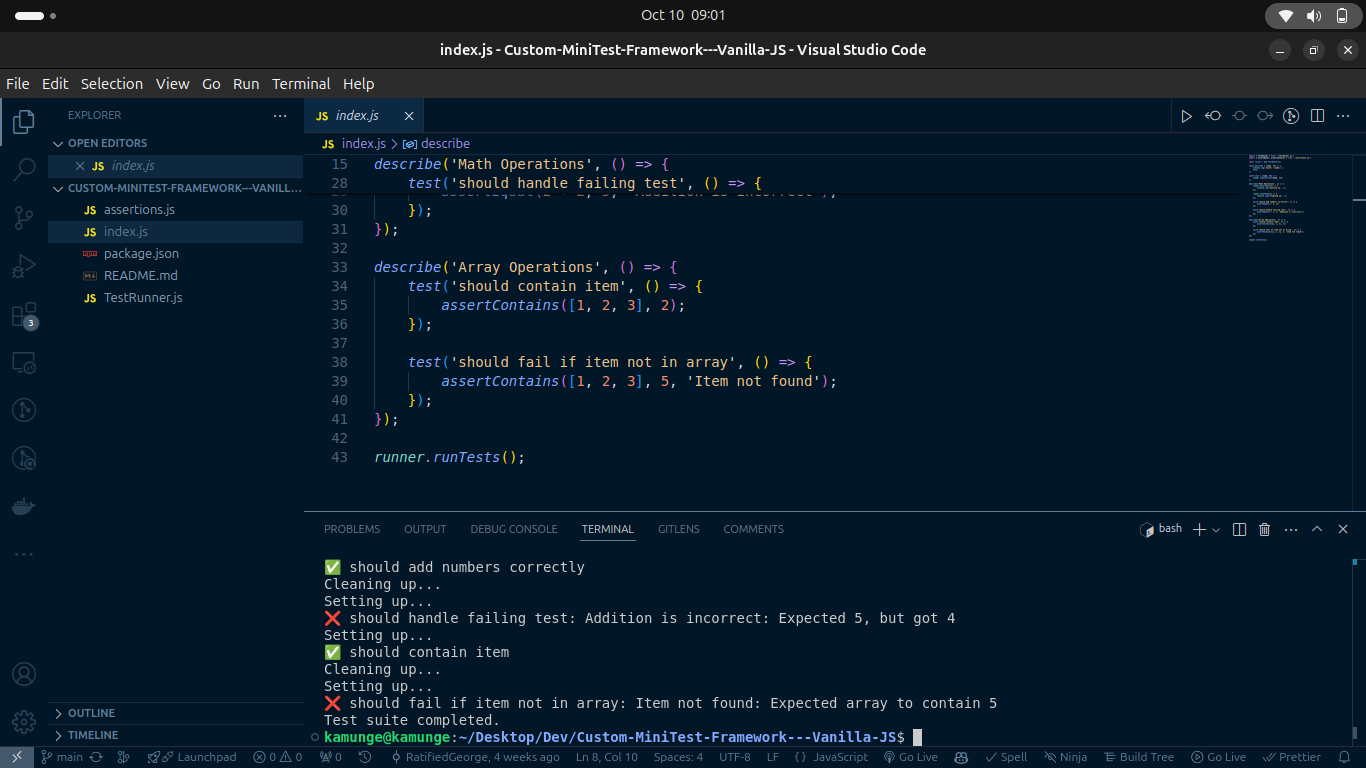 Oct 10 09:01
index.js - Custom-MiniTest-Framework---Vanilla-JS - Visual Studio Code
File Edit Selection View Go Run Terminal Help
EXPLORER
OPEN EDITORS
JS index.js
CUSTOM-MINITEST-FRAMEWORK---VANILL...
JS assertions.js
JS index.js
package.json
README.md
JS TestRunner.js
3
OUTLINE
TIMELINE
JS index.js
JS index.js > describe
15 describe('Math Operations', () => {
28 test('should handle failing test', () => {
30 });
31 });
32
33 describe('Array Operations', () => {
34 test('should contain item', () => {
35 assertContains([1, 2, 3], 2);
36 });
37
38 test('should fail if item not in array', () => {
39 assertContains([1, 2, 3], 5, 'Item not found');
40 });
41 });
42
43 runner.runTests();
PROBLEMS OUTPUT DEBUG CONSOLE TERMINAL GITLENS COMMENTS
bash
✅ should add numbers correctly
Cleaning up...
Setting up...
❌ should handle failing test: Addition is incorrect: Expected 5, but got 4
Setting up...
✅ should contain item
Cleaning up...
Setting up...
❌ should fail if item not in array: Item not found: Expected array to contain 5
Test suite completed.
kamunge@kamunge:~/Desktop/Dev/Custom-MiniTest-Framework---Vanilla-JS$
main Launchpad 0 0 0 RatifiedGeorge, 4 weeks ago Ln 8, Col 10 Spaces: 4 UTF-8 LF {} JavaScript Go Live Spell Ninja Build Tree Go Live Prettier